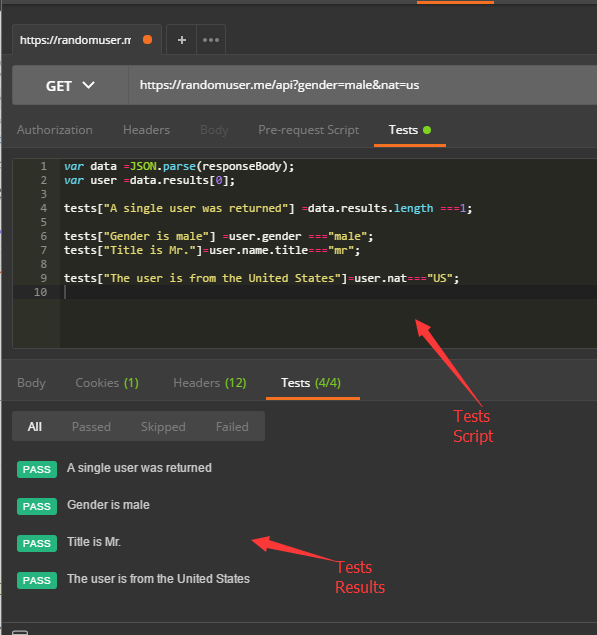 https://randomuser.m
+
•••
GET
https://randomuser.me/api?gender=male&nat=us
Authorization Headers Body Pre-request Script Tests
1 var data =JSON.parse(responseBody);
2 var user =data.results[0];
3
4 tests["A single user was returned"] =data.results.length ===1;
5
6 tests["Gender is male"] =user.gender ==="male";
7 tests["Title is Mr."]=user.name.title==="mr";
8
9 tests["The user is from the United States"]=user.nat==="US";
10
Body Cookies (1) Headers (12) Tests (4/4)
Tests
Script
All Passed Skipped Failed
PASS A single user was returned
PASS Gender is male
PASS Title is Mr.
Tests
Results
PASS The user is from the United States